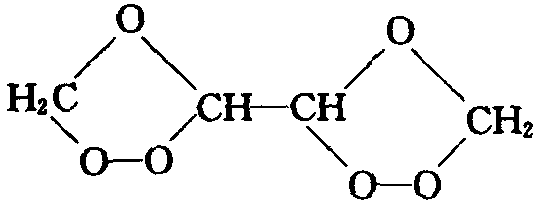 O O
H₂C CH CH CH₂
O O O O